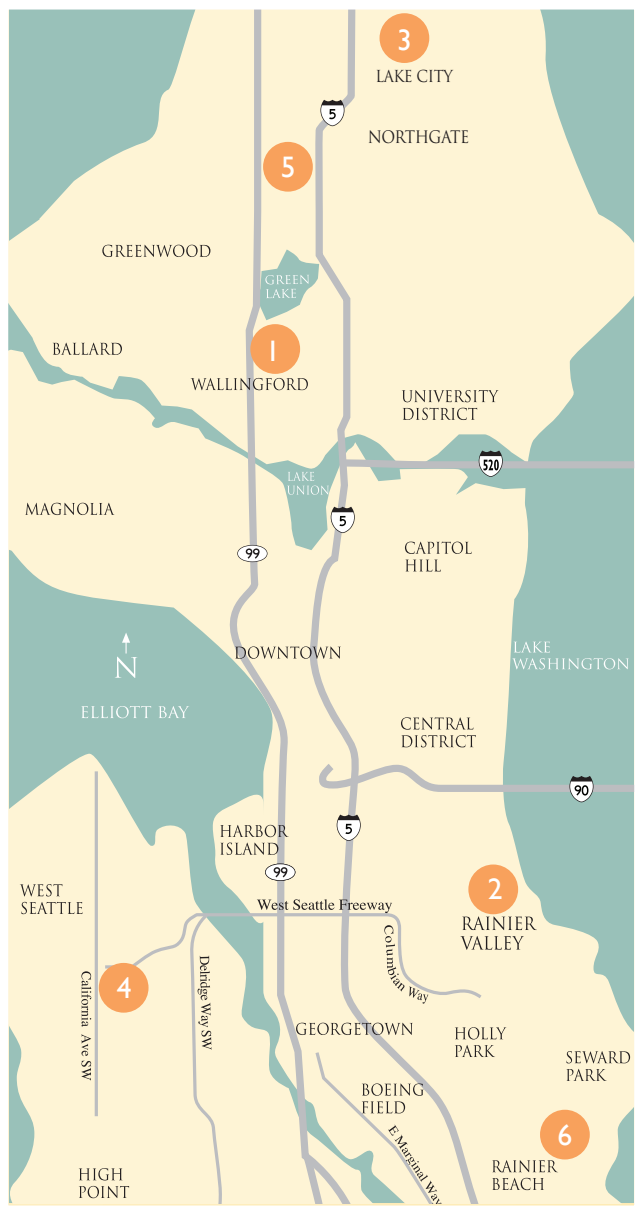 3
LAKE CITY
5
NORTHGATE
5
GREENWOOD
GREEN
LAKE
1
BALLARD
WALLINGFORD
UNIVERSITY
DISTRICT
520
LAKE
UNION
MAGNOLIA
5
99
CAPITOL
HILL
DOWNTOWN
N
LAKE
WASHINGTON
ELLIOTT BAY
CENTRAL
DISTRICT
90
5
HARBOR
ISLAND
99
WEST
SEATTLE
West Seattle Freeway
2
RAINIER
VALLEY
Columbian Way
4
California Ave SW
Delridge Way SW
GEORGETOWN
HOLLY
PARK
SEWARD
PARK
BOEING
FIELD
E Marginal Way
6
RAINIER
BEACH
HIGH
POINT